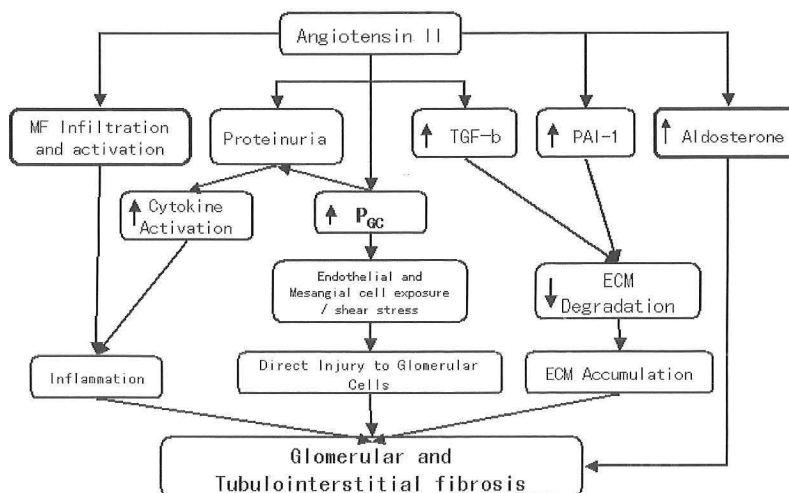 Angiotensin II
MF Infiltration
and activation
Proteinuria
TGF-b
PAI-1
Aldosterone
Cytokine
Activation
PGC
Endothelial and
Mesangial cell exposure
/ shear stress
ECM
Degradation
Inflammation
Direct Injury to Glomerular
Cells
ECM Accumulation
Glomerular and
Tubulointerstitial fibrosis